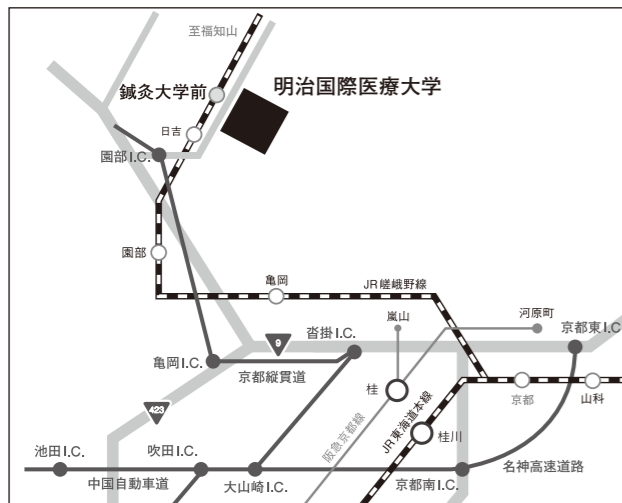 至福知山
鍼灸大学前
明治国際医療大学
日吉
園部I.C.
園部
亀岡
JR嵯峨野線
河原町
嵐山
京都東I.C.
9
沓掛I.C.
亀岡I.C.
京都縦貫道
桂
京都
山科
423
阪急京都線
JR東海道本線
桂川
池田I.C.
吹田I.C.
名神高速道路
中国自動車道
大山崎I.C.
京都南I.C.